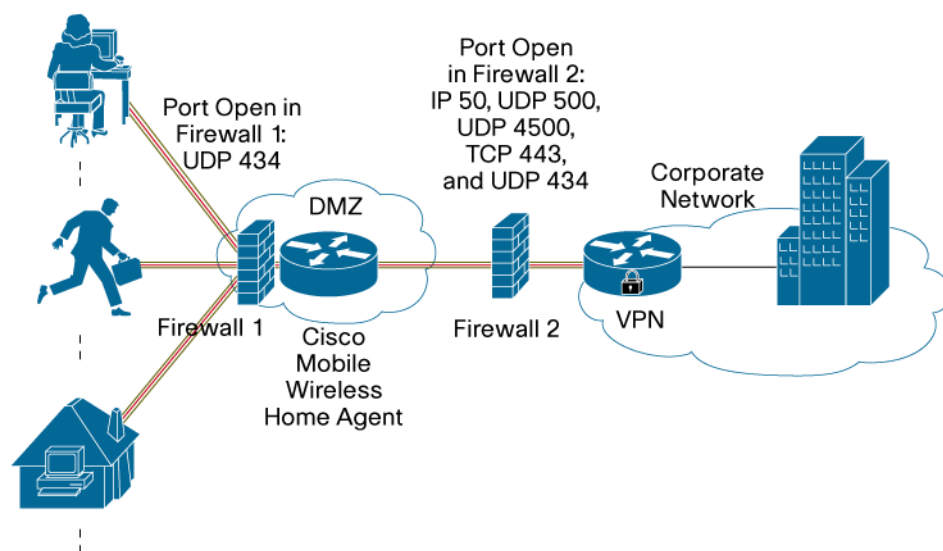 Port Open in
Firewall 1:
UDP 434
Port Open
in Firewall 2:
IP 50, UDP 500,
UDP 4500,
TCP 443,
and UDP 434
DMZ
Corporate
Network
Firewall 1
Cisco
Mobile
Wireless
Home Agent
Firewall 2
VPN